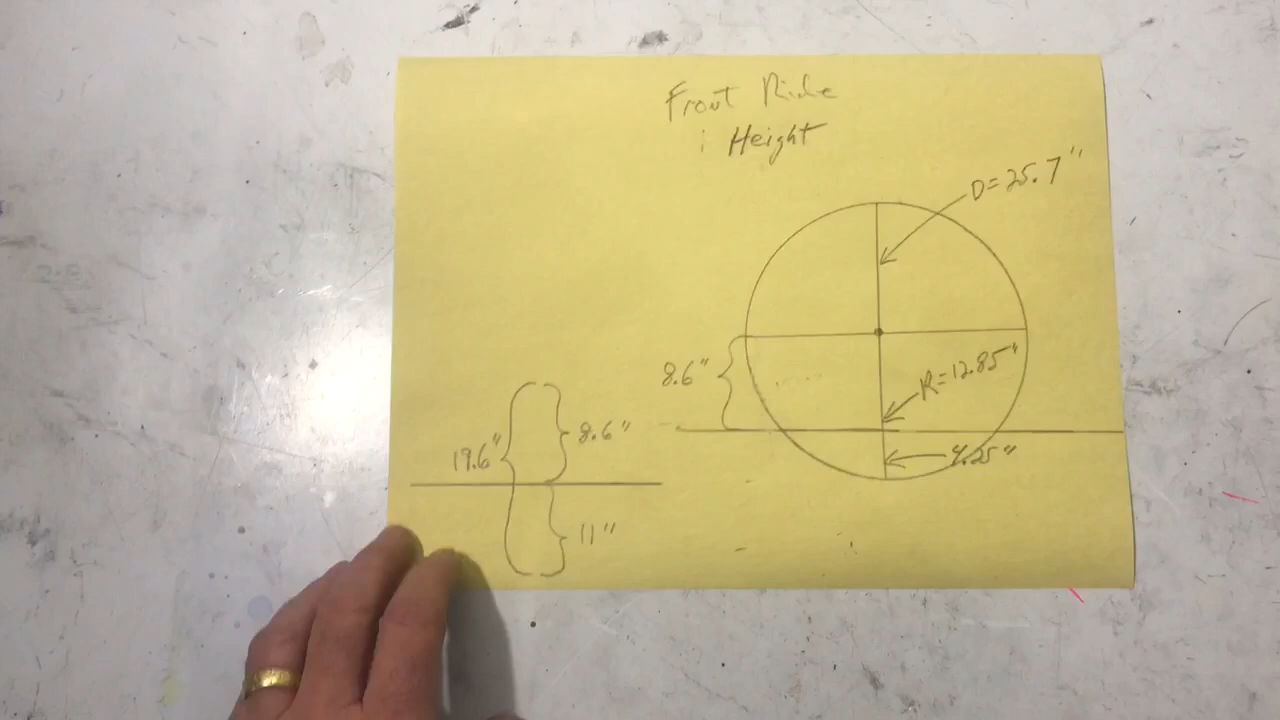 Front Ride
Height
D=25.7"
8.6"
R=12.85"
4.25"
19.6"
8.6"
11"